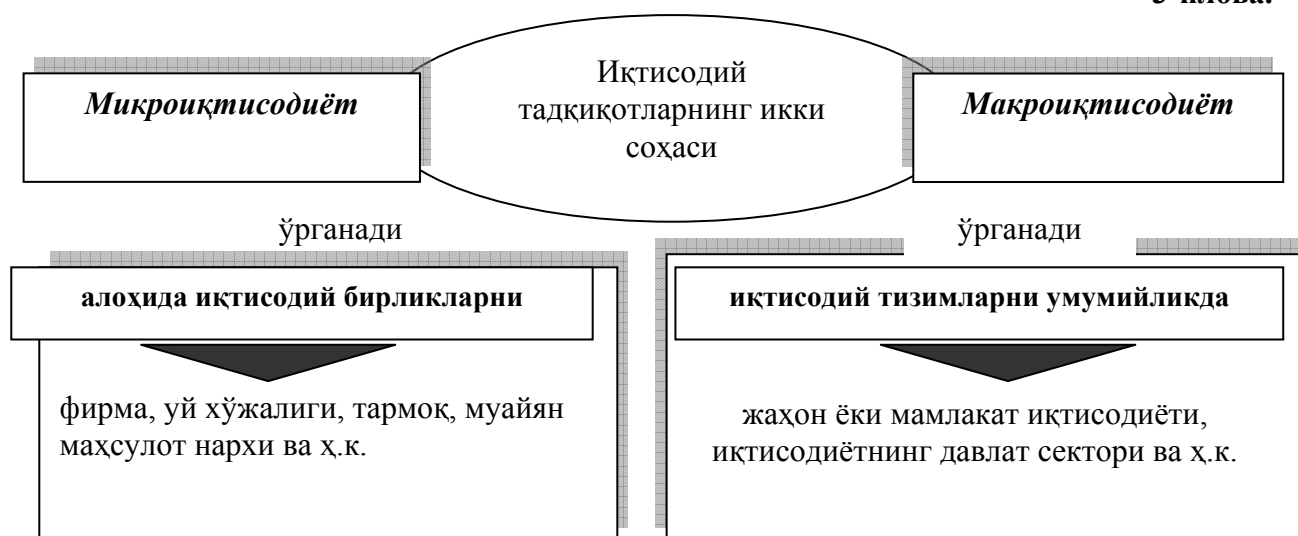 Иқтисодий
тадқиқотларнинг икки
соҳаси
Микроиқтисодиёт
Макроиқтисодиёт
ўрганади
ўрганади
алоҳида иқтисодий бирликларни
иқтисодий тизимларни умумийликда
фирма, уй хўжалиги, тармоқ, муайян
маҳсулот нархи ва ҳ.к.
жаҳон ёки мамлакат иқтисодиёти,
иқтисодиётнинг давлат сектори ва ҳ.к.